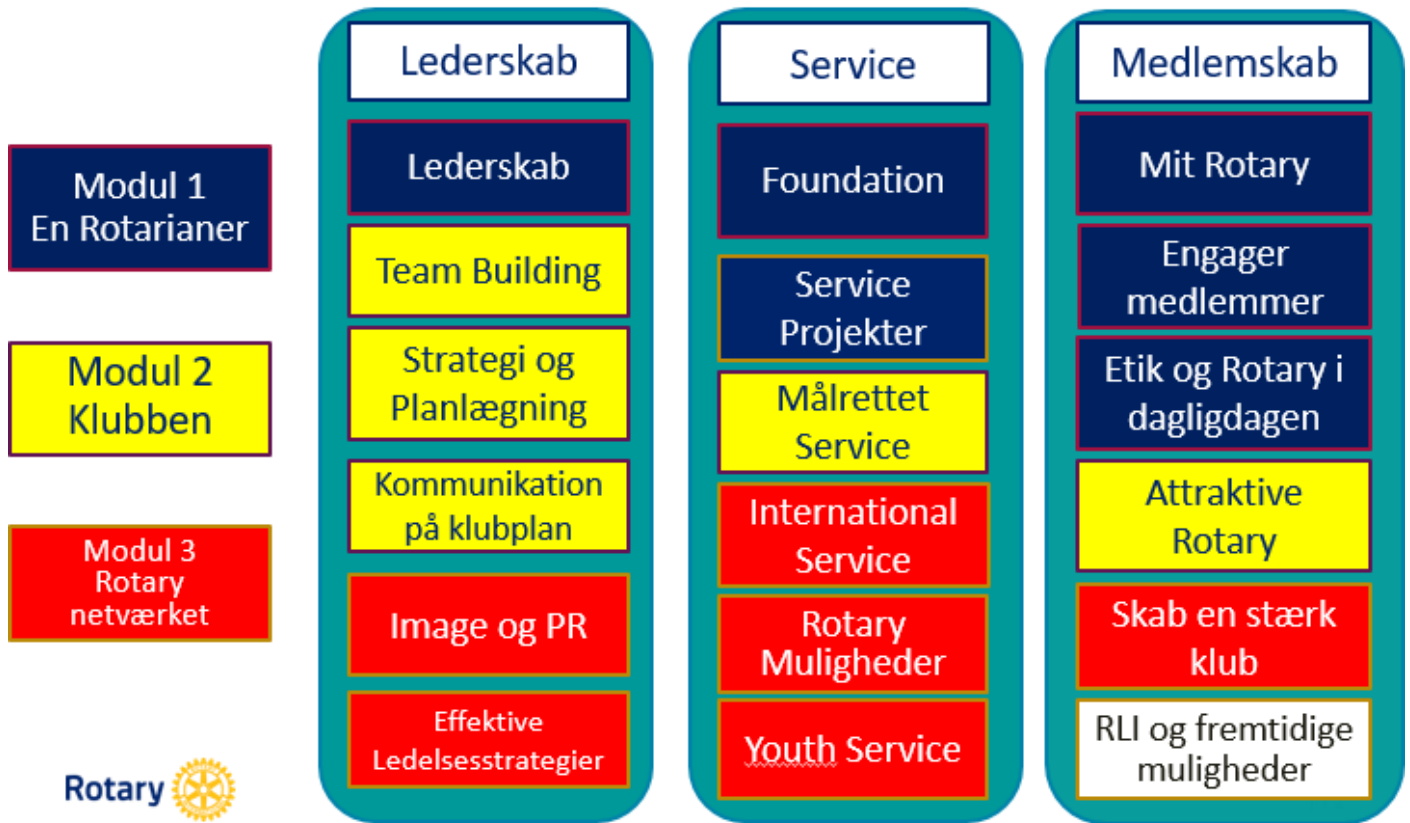 Modul 1
En Rotarianer
Modul 2
Klubben
Modul 3
Rotary
netværket
Rotary
Lederskab
Lederskab
Team Building
Strategi og
Planlægning
Kommunikation
på klubplan
Image og PR
Effektive
Ledelsesstrategier
Service
Foundation
Service
Projekter
Målrettet
Service
International
Service
Rotary
Muligheder
Youth Service
Medlemskab
Mit Rotary
Engager
medlemmer
Etik og Rotary i
dagligdagen
Attraktive
Rotary
Skab en stærk
klub
RLI og fremtidige
muligheder